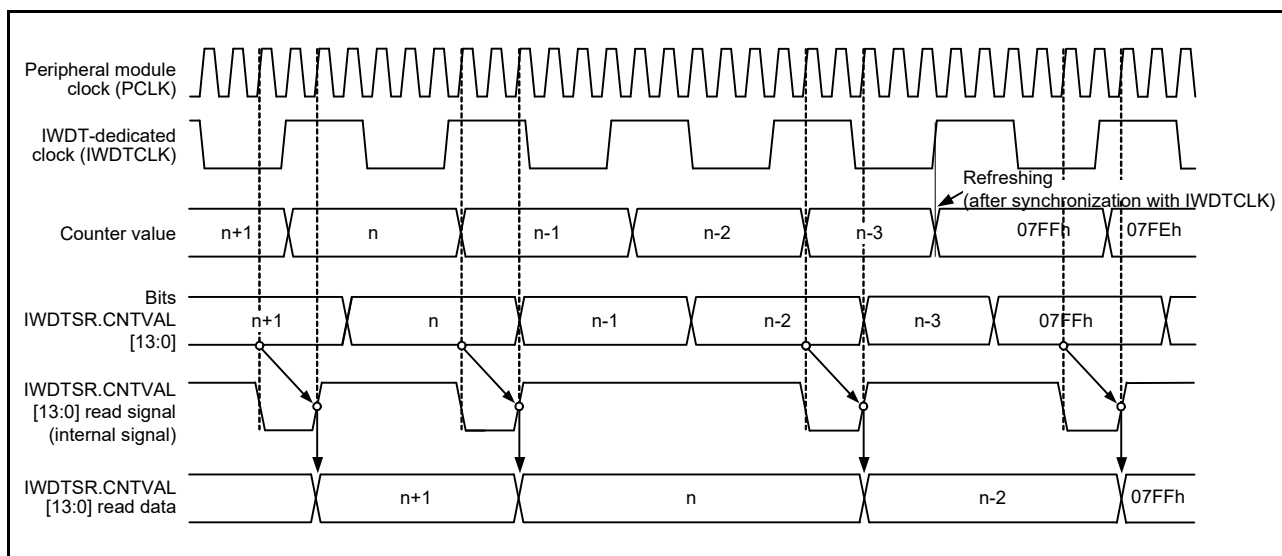 Peripheral module
clock (PCLK)
IWDT-dedicated
clock (IWDTCLK)
Refreshing
(after synchronization with IWDTCLK)
Counter value
n+1
n
n-1
n-2
n-3
07FFh
07FEh
Bits
IWDTSR.CNTVAL
[13:0]
n+1
n
n-1
n-2
n-3
07FFh
IWDTSR.CNTVAL
[13:0] read signal
(internal signal)
IWDTSR.CNTVAL
[13:0] read data
n+1
n
n-2
07FFh